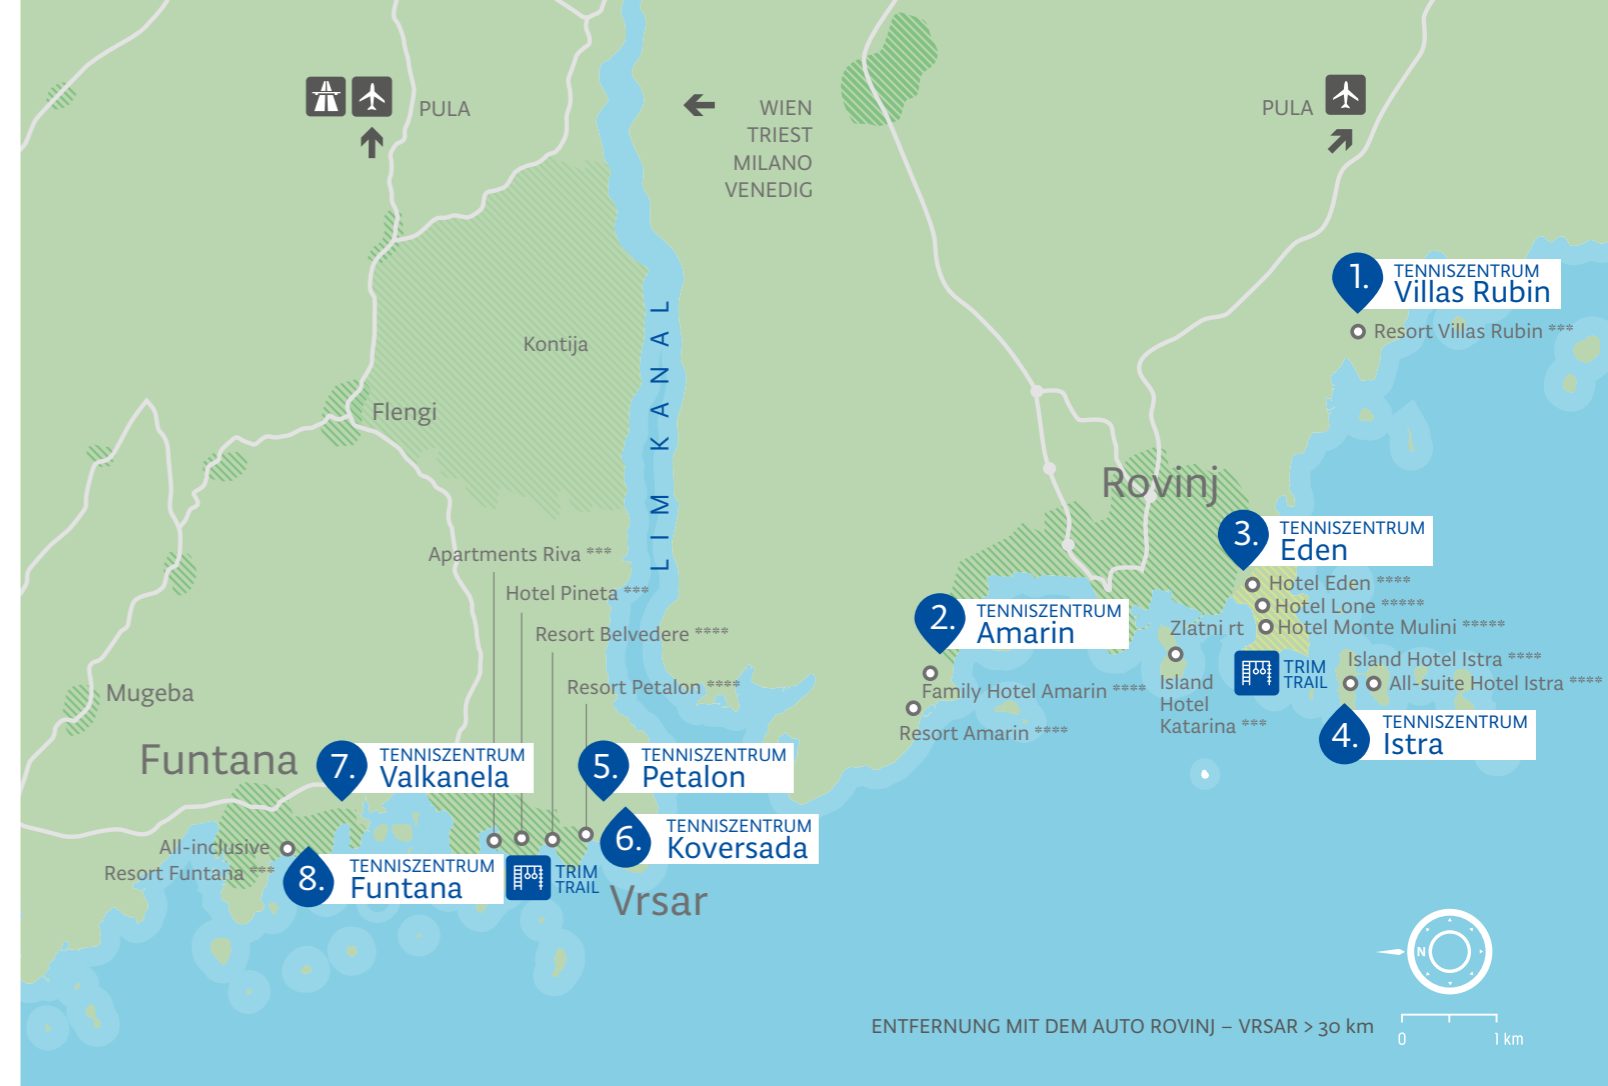 PULA
WIEN
TRIEST
MILANO
VENEDIG
PULA
1.
TENNISZENTRUM
Villas Rubin
Resort Villas Rubin ***
Kontija
LIM KANAL
Flengi
Rovinj
3.
TENNISZENTRUM
Eden
Hotel Eden ****
Hotel Lone *****
Hotel Monte Mulini *****
Apartments Riva ***
Hotel Pineta ***
Resort Belvedere ****
Resort Petalon ****
2.
TENNISZENTRUM
Amarin
Family Hotel Amarin ****
Resort Amarin ****
Zlatni rt
Island
Hotel
Katarina ***
TRIM
TRAIL
Island Hotel Istra ****
All-suite Hotel Istra ****
4.
TENNISZENTRUM
Istra
Mugeba
Funtana
7.
TENNISZENTRUM
Valkanela
5.
TENNISZENTRUM
Petalon
6.
TENNISZENTRUM
Koversada
All-inclusive
Resort Funtana ***
8.
TENNISZENTRUM
Funtana
TRIM
TRAIL
Vrsar
N
ENTFERNUNG MIT DEM AUTO ROVINJ – VRSAR > 30 km
0 1 km